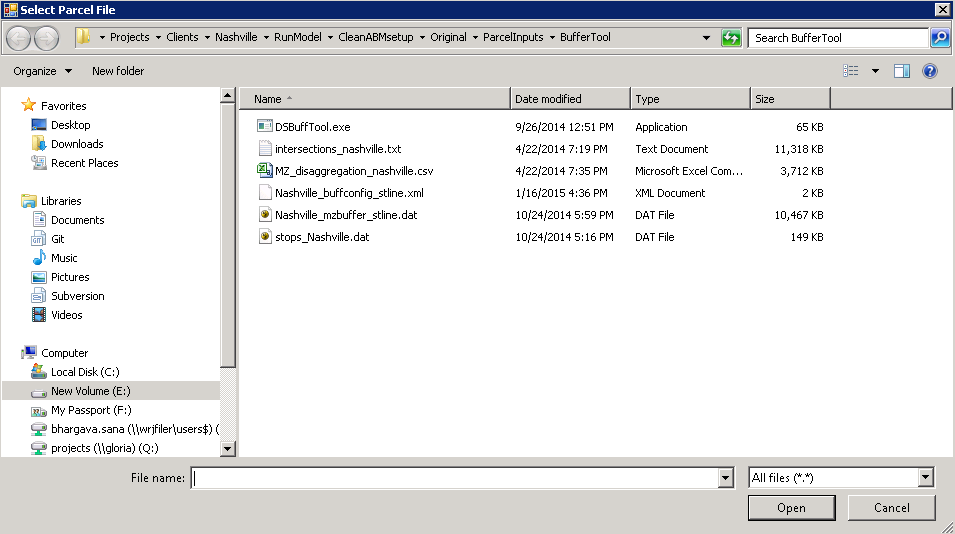 Select Parcel File
Projects Clients Nashville RunModel CleanABMsetup Original ParcelInputs BufferTool Search BufferTool
Organize New folder
Name Date modified Type Size
Favorites
Desktop
Downloads
Recent Places
Libraries
Documents
Git
Music
Pictures
Subversion
Videos
Computer
Local Disk (C:)
New Volume (E:)
My Passport (F:)
bhargava.sana (\\wrjfiler\users$) (
projects (\\gloria) (Q:)
DSBuffTool.exe 9/26/2014 12:51 PM Application 65 KB
intersections_nashville.txt 4/22/2014 7:19 PM Text Document 11,318 KB
MZ_disaggregation_nashville.csv 4/22/2014 7:35 PM Microsoft Excel Com... 3,712 KB
Nashville_buffconfig_stline.xml 1/16/2015 4:36 PM XML Document 2 KB
Nashville_mzbuffer_stline.dat 10/24/2014 5:59 PM DAT File 10,467 KB
stops_Nashville.dat 10/24/2014 5:16 PM DAT File 149 KB
File name: All files (*.*)
Open Cancel